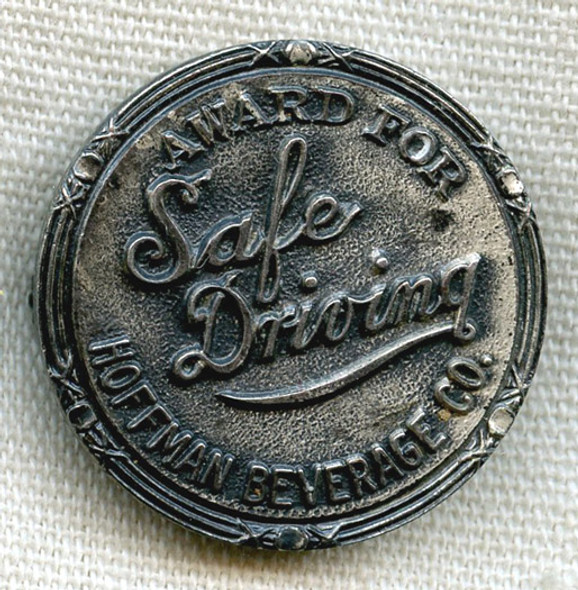 AWARD FOR
Safe
Driving
HOFFMAN BEVERAGE CO.